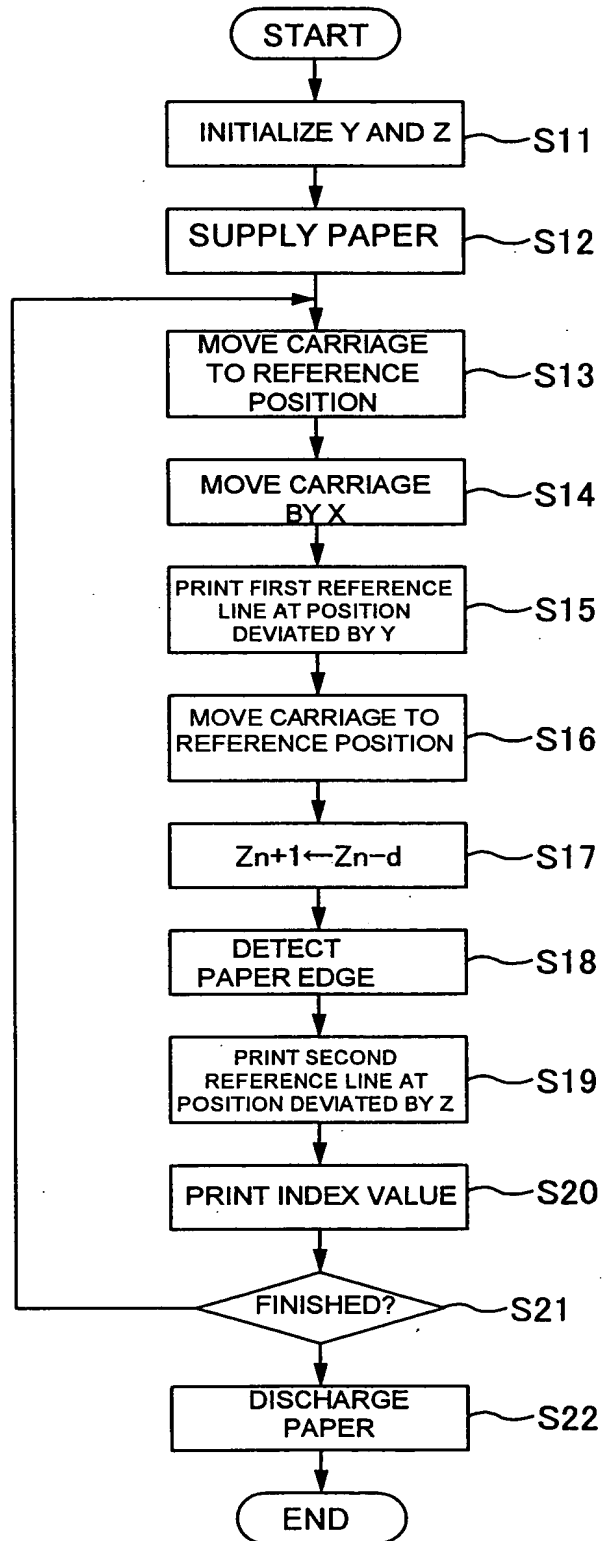 START
INITIALIZE Y AND Z
S11
SUPPLY PAPER
S12
MOVE CARRIAGE
TO REFERENCE
POSITION
S13
MOVE CARRIAGE
BY X
S14
PRINT FIRST REFERENCE
LINE AT POSITION
DEVIATED BY Y
S15
MOVE CARRIAGE TO
REFERENCE POSITION
S16
Zn+1←Zn-d
S17
DETECT
PAPER EDGE
S18
PRINT SECOND
REFERENCE LINE AT
POSITION DEVIATED BY Z
S19
PRINT INDEX VALUE
S20
FINISHED?
S21
DISCHARGE
PAPER
S22
END